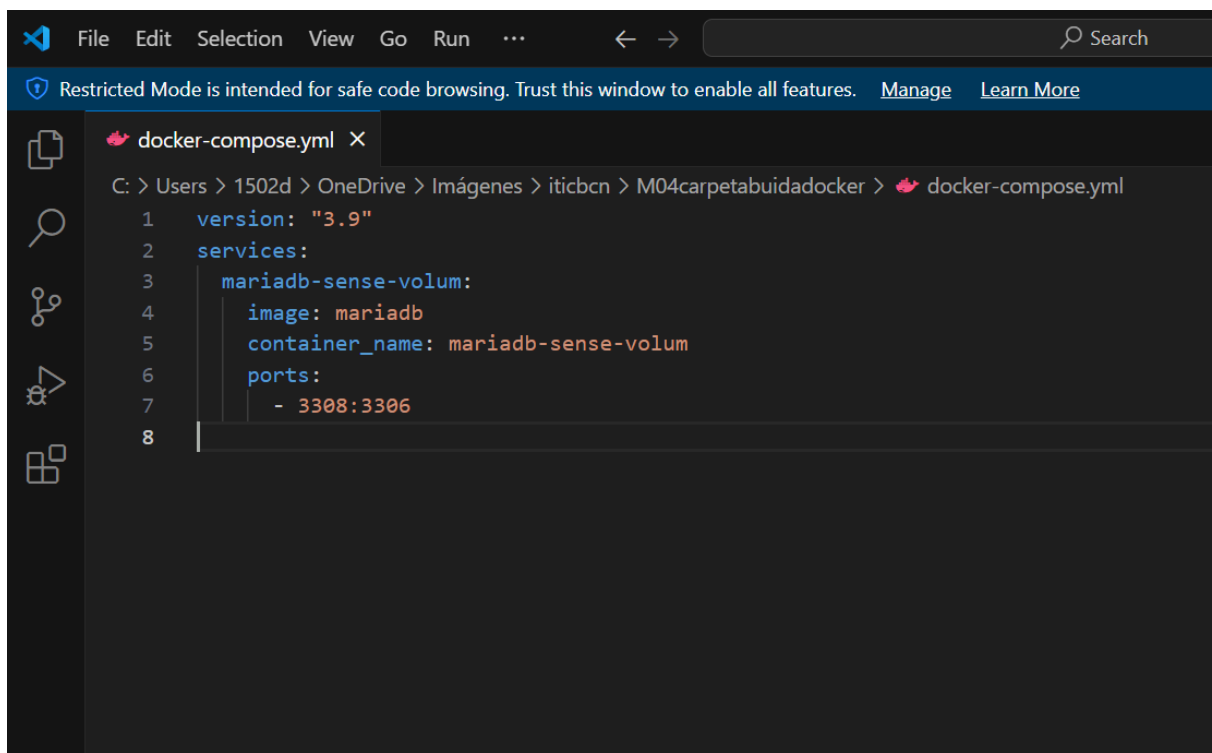 File Edit Selection View Go Run ··· ← → Search
Restricted Mode is intended for safe code browsing. Trust this window to enable all features. Manage Learn More
docker-compose.yml ×
C: > Users > 1502d > OneDrive > Imágenes > iticbcn > M04carpetabuidadocker > docker-compose.yml
1 version: "3.9"
2 services:
3   mariadb-sense-volum:
4     image: mariadb
5     container_name: mariadb-sense-volum
6     ports:
7       - 3308:3306
8